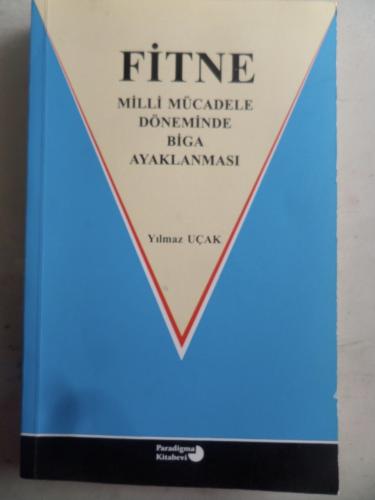 FİTNE
MİLLİ MÜCADELE
DÖNEMİNDE
BİGA
AYAKLANMASI
Yılmaz UÇAK
Paradigma
Kitabevi